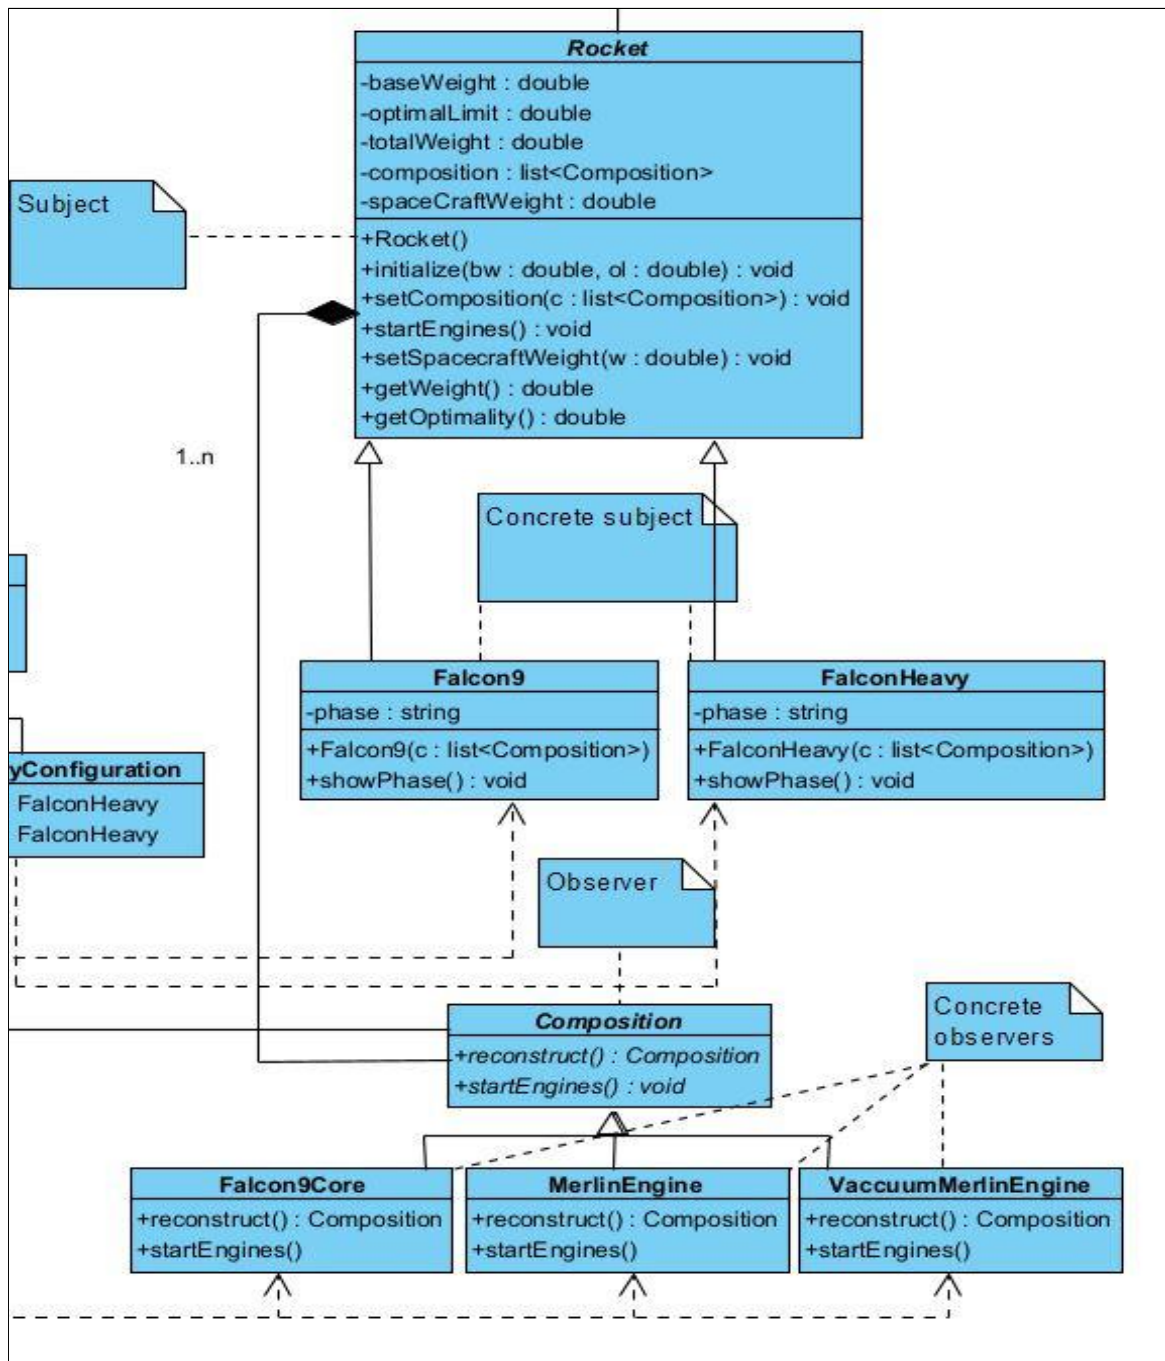 Rocket
-baseWeight : double
-optimalLimit : double
-totalWeight : double
-composition : list<Composition>
-spaceCraftWeight : double
+Rocket()
+initialize(bw : double, ol : double) : void
+setComposition(c : list<Composition>) : void
+startEngines() : void
+setSpacecraftWeight(w : double) : void
+getWeight() : double
+getOptimality() : double
Subject
1..n
Concrete subject
Falcon9
-phase : string
+Falcon9(c : list<Composition>)
+showPhase() : void
FalconHeavy
-phase : string
+FalconHeavy(c : list<Composition>)
+showPhase() : void
yConfiguration
FalconHeavy
FalconHeavy
Observer
Composition
+reconstruct() : Composition
+startEngines() : void
Concrete
observers
Falcon9Core
+reconstruct() : Composition
+startEngines()
MerlinEngine
+reconstruct() : Composition
+startEngines()
VaccuumMerlinEngine
+reconstruct() : Composition
+startEngines()